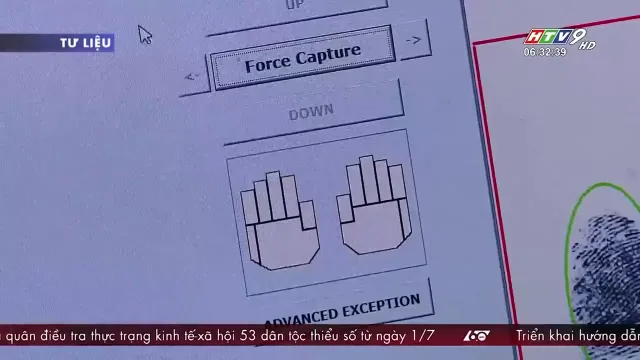 UP
TƯ LIỆU
HTV9 HD
06:32:39
<-
Force Capture
->
DOWN
ADVANCED EXCEPTION
quân điều tra thực trạng kinh tế-xã hội 53 dân tộc thiểu số từ ngày 1/7
Triển khai hướng dẫn